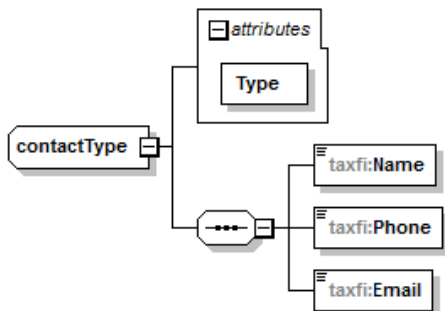 attributes
Type
contactType
taxfi:Name
taxfi:Phone
taxfi:Email